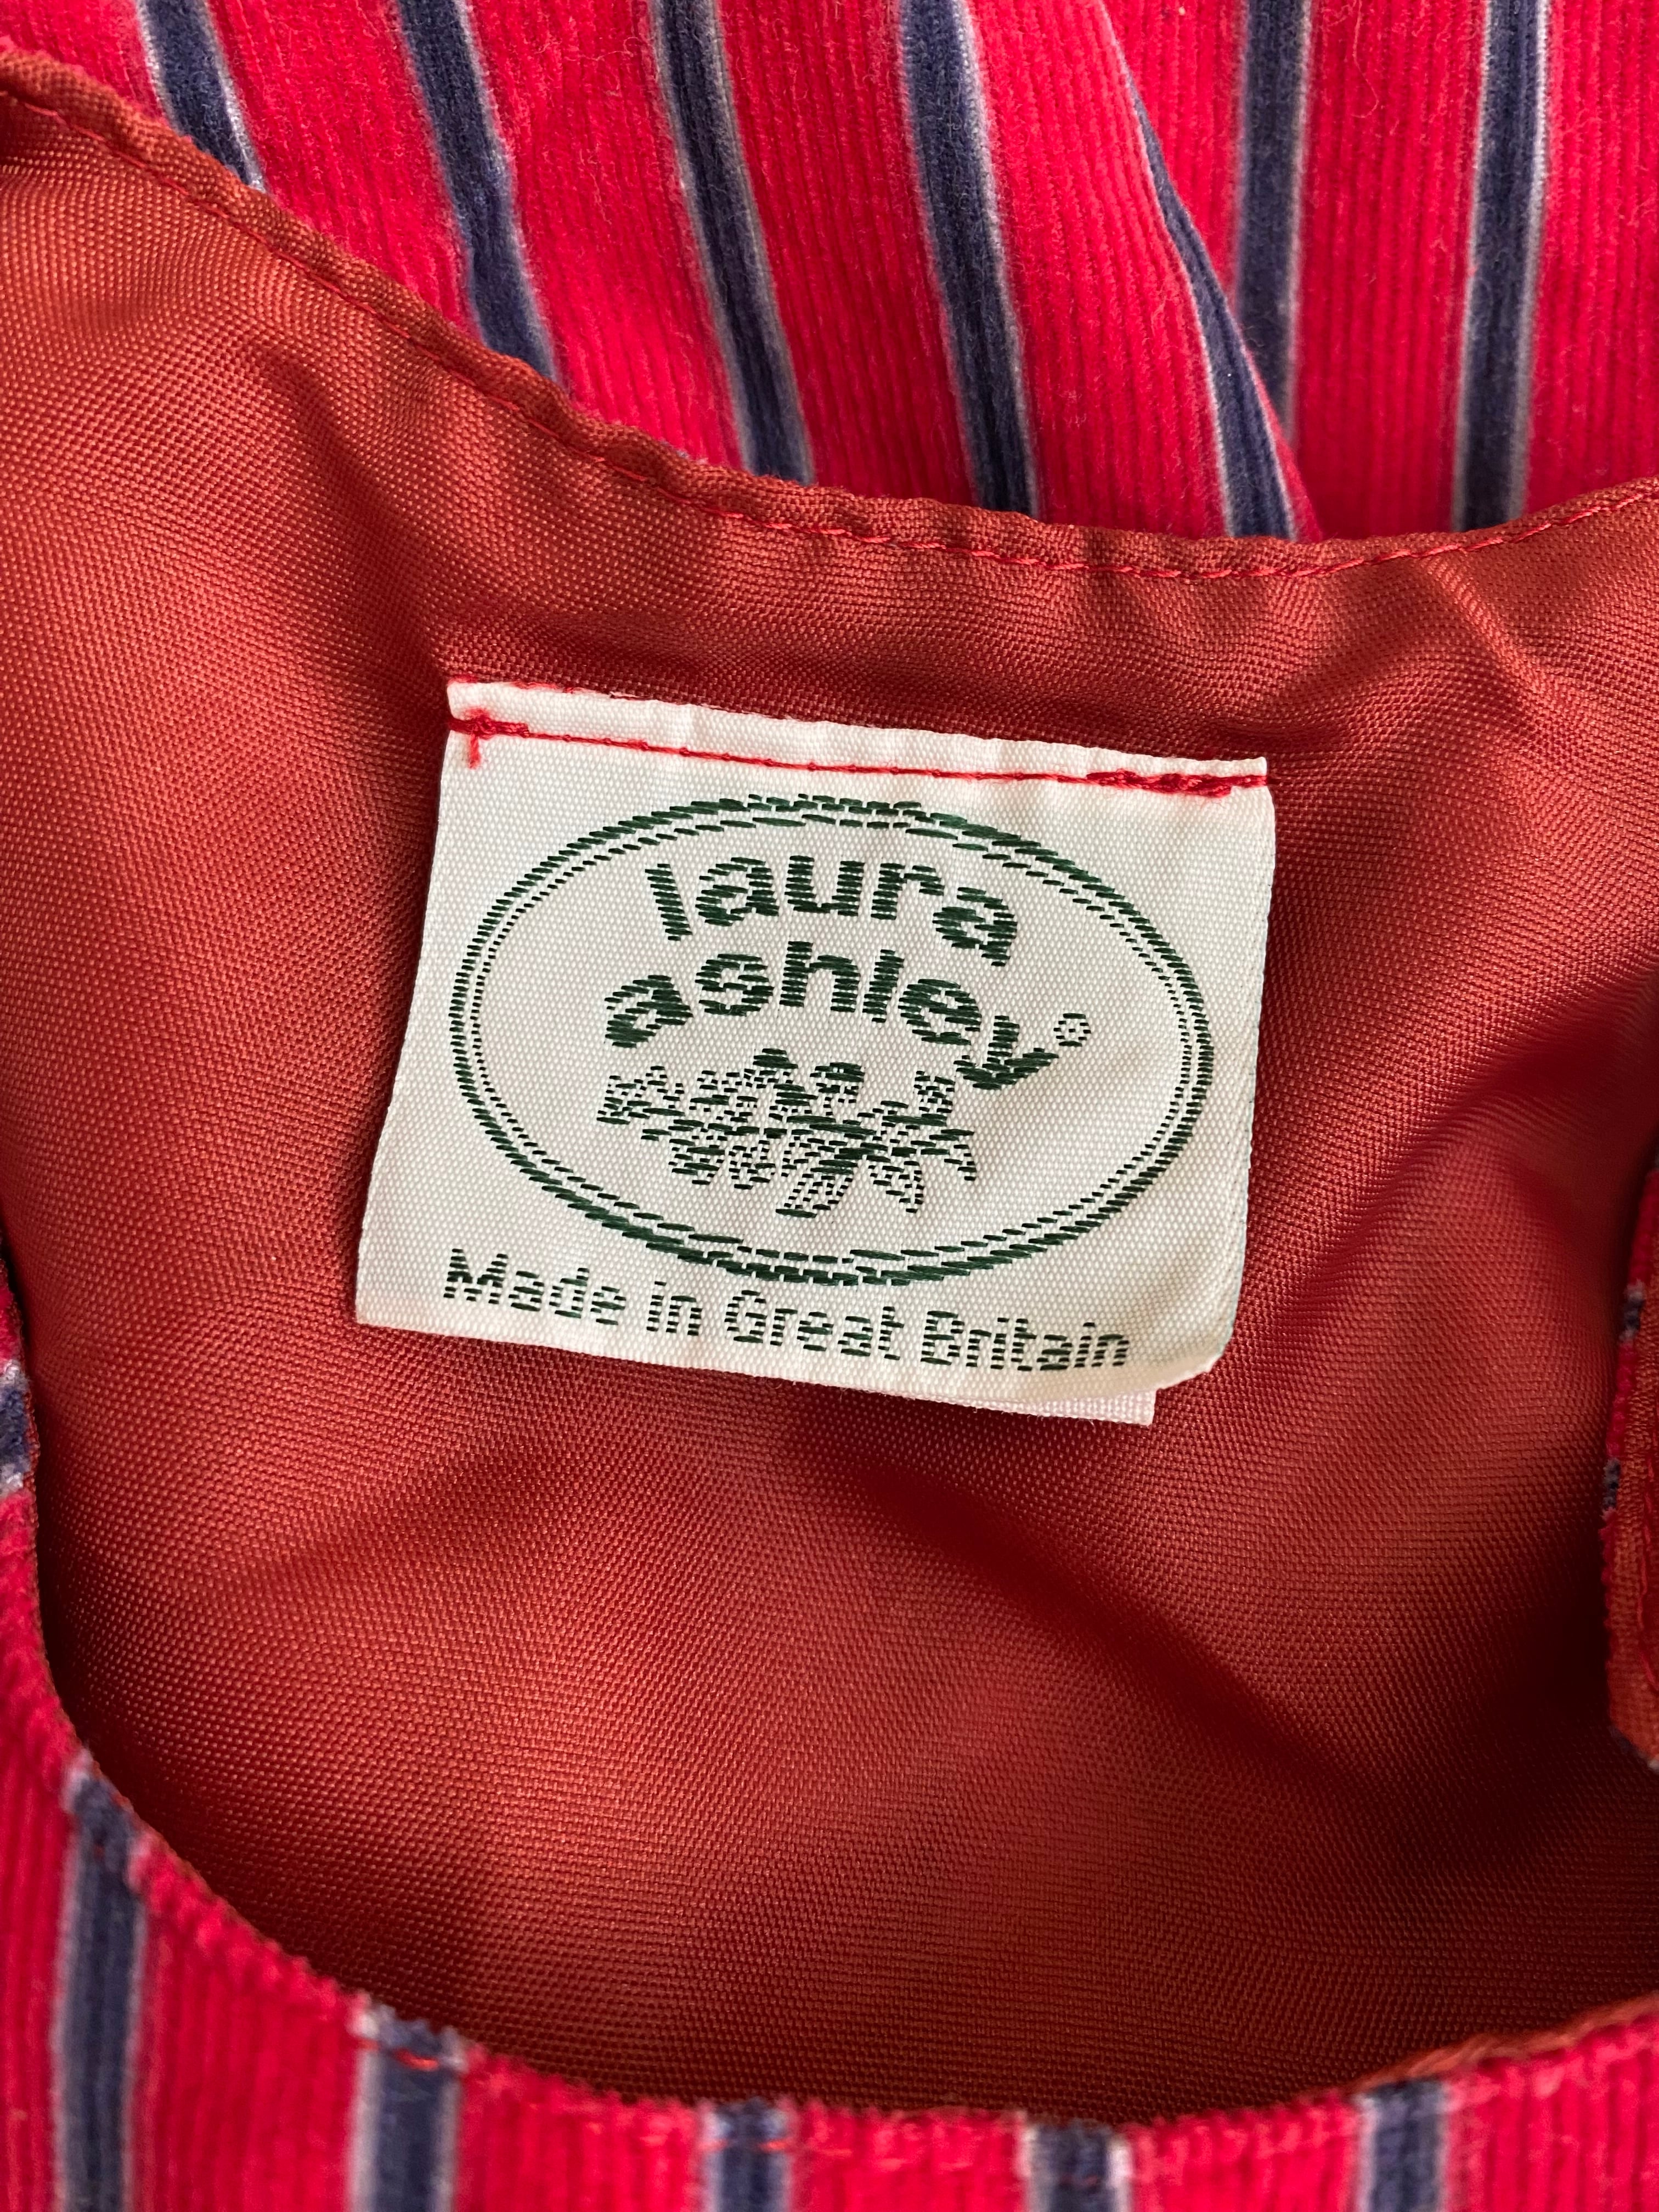 laura
ashley®
Made in Great Britain